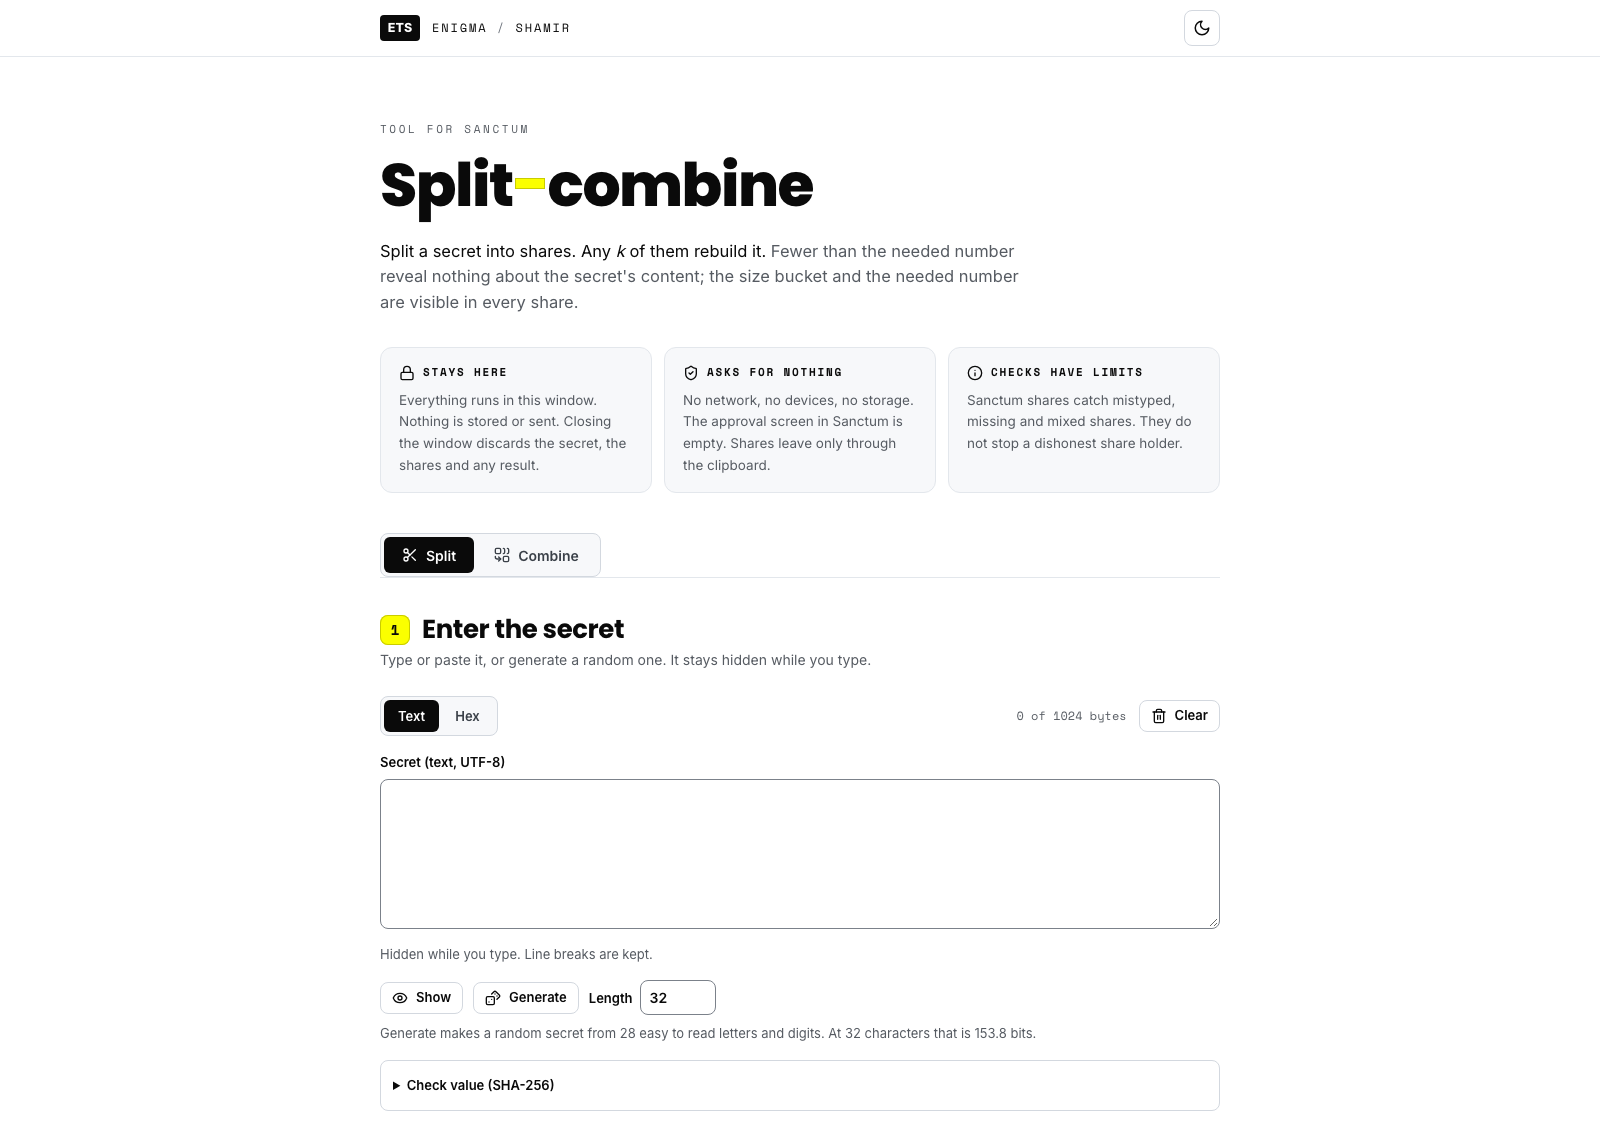 ETS ENIGMA / SHAMIR
TOOL FOR SANCTUM
Split-combine
Split a secret into shares. Any k of them rebuild it. Fewer than the needed number
reveal nothing about the secret's content; the size bucket and the needed number
are visible in every share.
STAYS HERE
Everything runs in this window.
Nothing is stored or sent. Closing
the window discards the secret, the
shares and any result.
ASKS FOR NOTHING
No network, no devices, no storage.
The approval screen in Sanctum is
empty. Shares leave only through
the clipboard.
CHECKS HAVE LIMITS
Sanctum shares catch mistyped,
missing and mixed shares. They do
not stop a dishonest share holder.
Split Combine
1 Enter the secret
Type or paste it, or generate a random one. It stays hidden while you type.
Text Hex 0 of 1024 bytes Clear
Secret (text, UTF-8)
Hidden while you type. Line breaks are kept.
Show Generate Length 32
Generate makes a random secret from 28 easy to read letters and digits. At 32 characters that is 153.8 bits.
Check value (SHA-256)